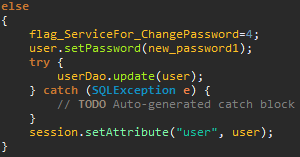 else
{
flag_ServiceFor_ChangePassword=4;
user.setPassword(new_password1);
try {
userDao.update(user);
} catch (SQLException e) {
// TODO Auto-generated catch block
}
session.setAttribute("user", user);
}